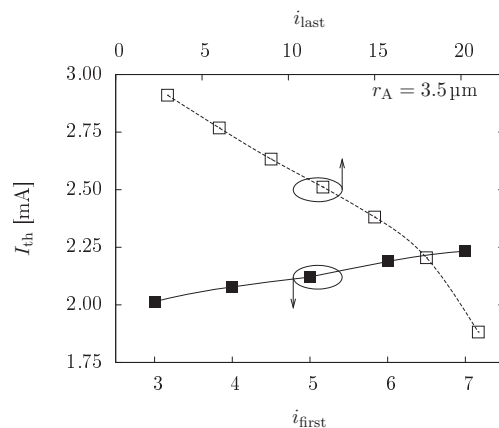 i_last
0 5 10 15 20
r_A = 3.5 µm
3.00
2.75
2.50
2.25
2.00
1.75
I_th [mA]
3 4 5 6 7
i_first